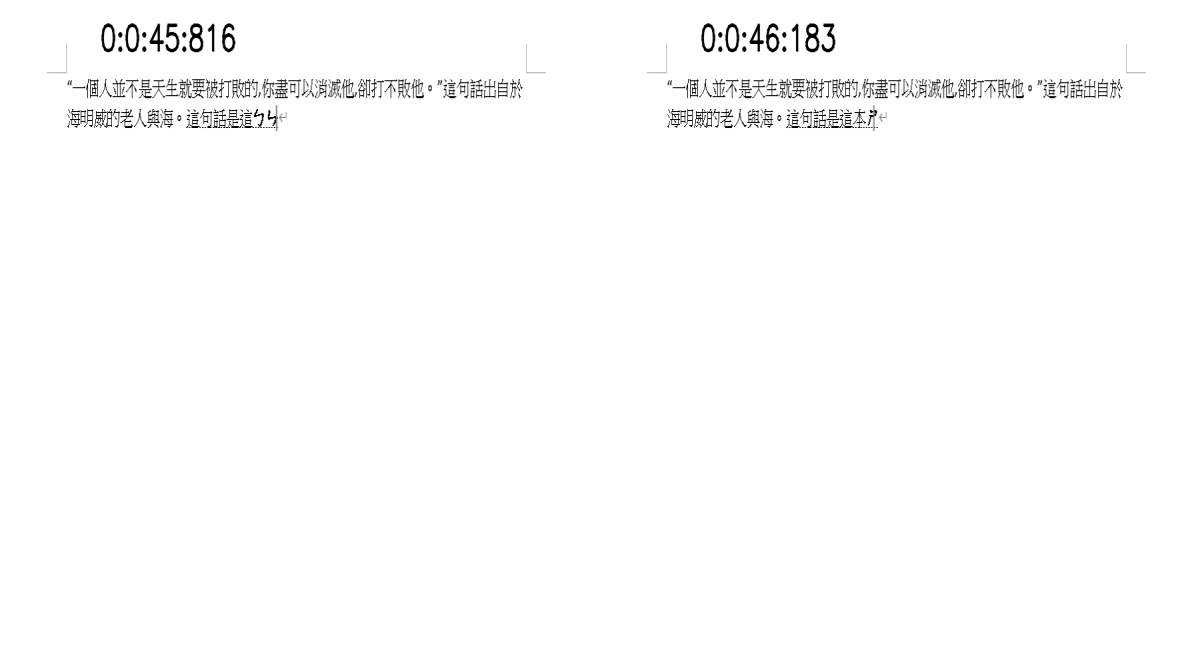 0:0:45:816
“一個人並不是天生就要被打敗的,你盡可以消滅他,卻打不敗他。”這句話出自於
海明威的老人與海。這句話是這ㄅㄣ
0:0:46:183
“一個人並不是天生就要被打敗的,你盡可以消滅他,卻打不敗他。”這句話出自於
海明威的老人與海。這句話是這本ㄕ